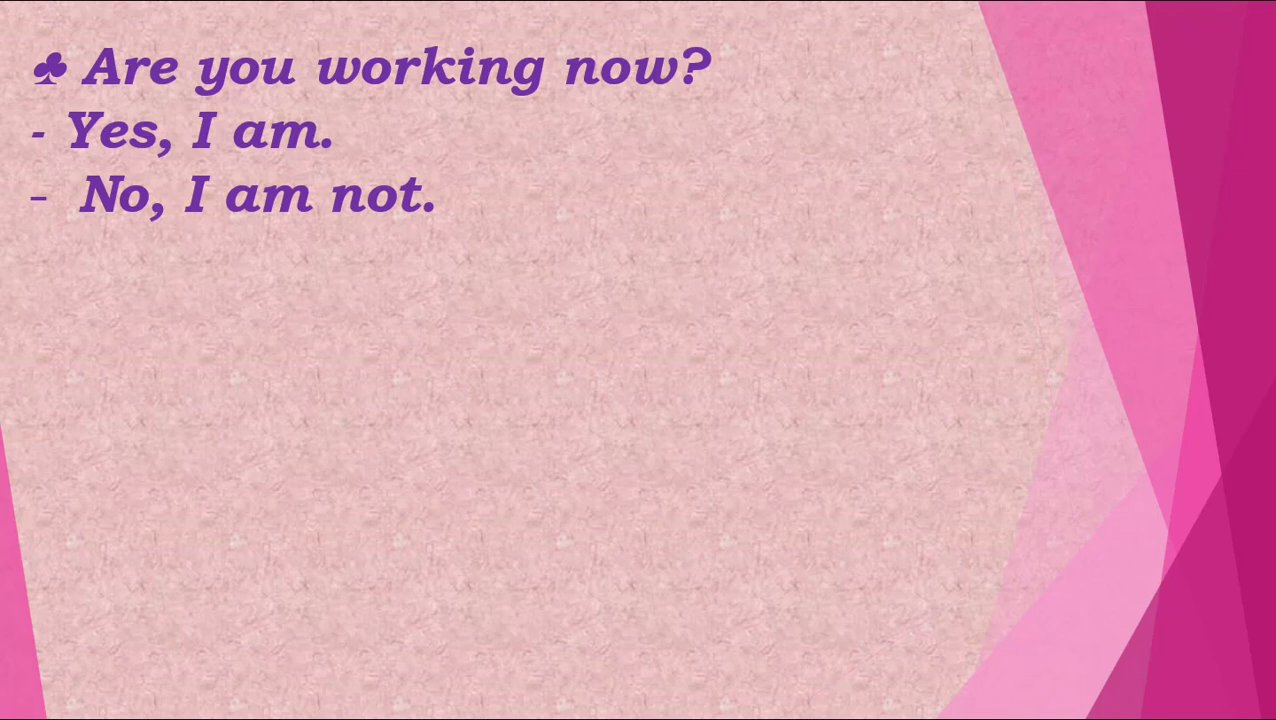 ♣ Are you working now?
- Yes, I am.
- No, I am not.